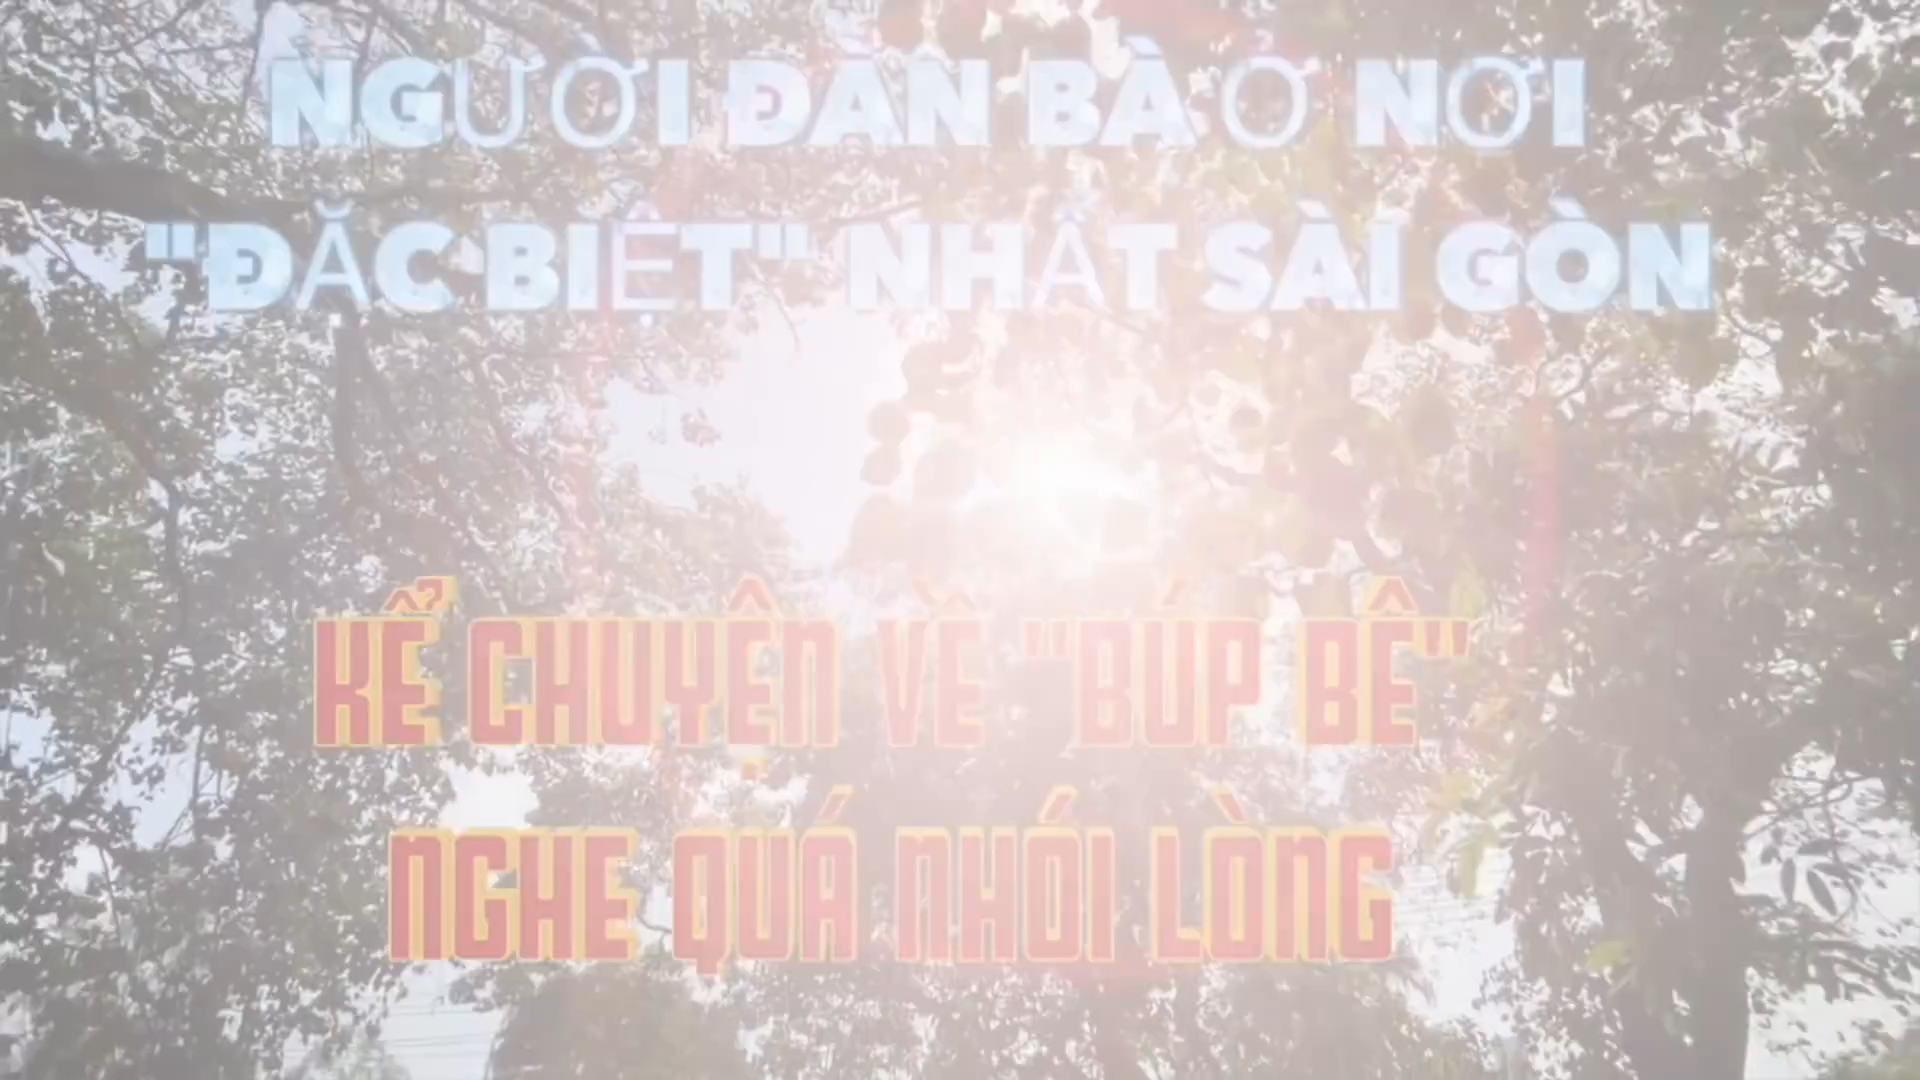 NGƯỜI ĐÀN BÀ Ở NƠI
"ĐẶC BIỆT" NHẤT SÀI GÒN
KỂ CHUYỆN VỀ "BÚP BÊ"
NGHE QUÁ NHÓI LÒNG